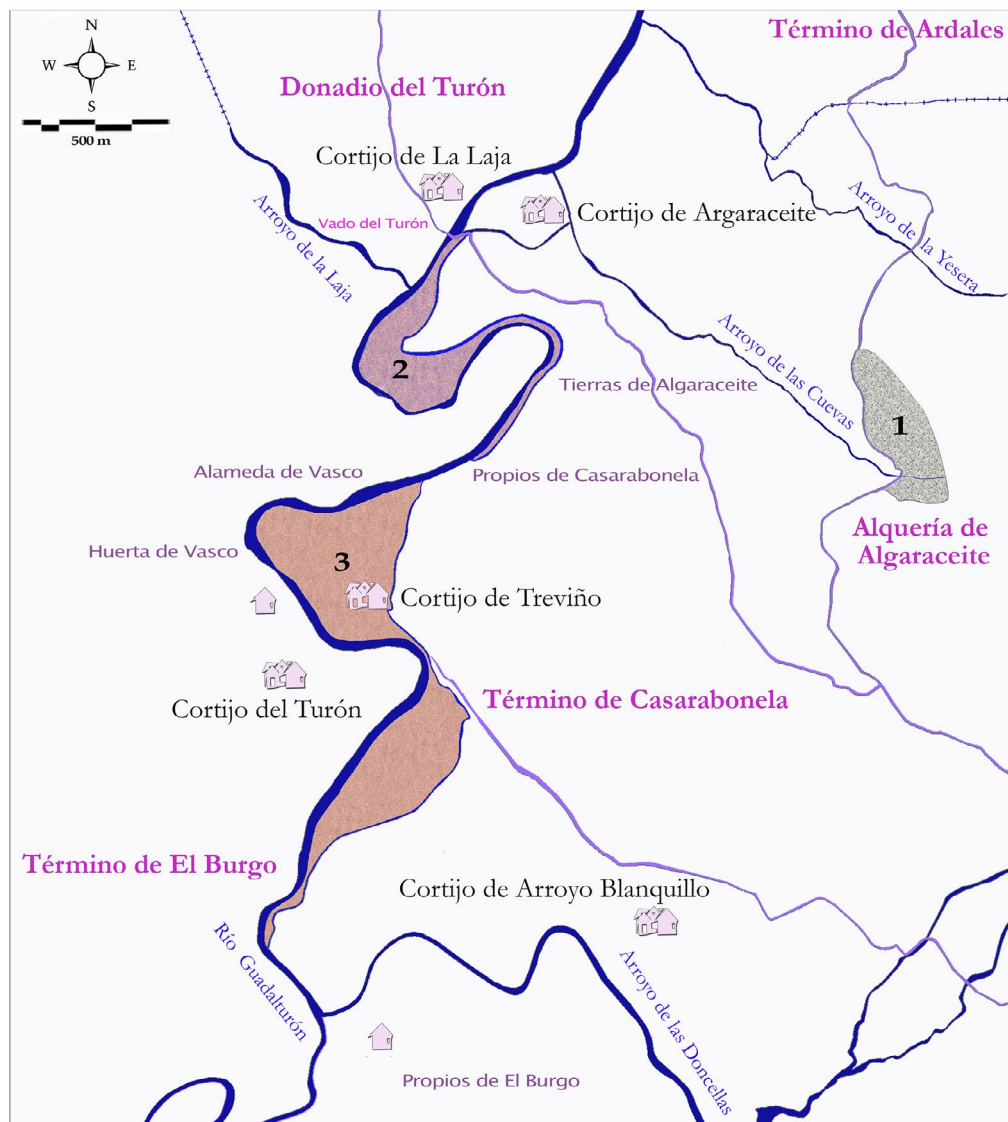 N
W E
S
500 m
Término de Ardales
Donadio del Turón
Cortijo de La Laja
Cortijo de Argaraceite
Vado del Turón
Arroyo de la Laja
Arroyo de la Yesera
Arroyo de las Cuevas
2
Tierras de Algaraceite
1
Alameda de Vasco
Propios de Casarabonela
Alquería de
Algaraceite
Huerta de Vasco
3
Cortijo de Treviño
Término de Casarabonela
Cortijo del Turón
Término de El Burgo
Cortijo de Arroyo Blanquillo
Río Guadalturón
Arroyo de las Doncellas
Propios de El Burgo